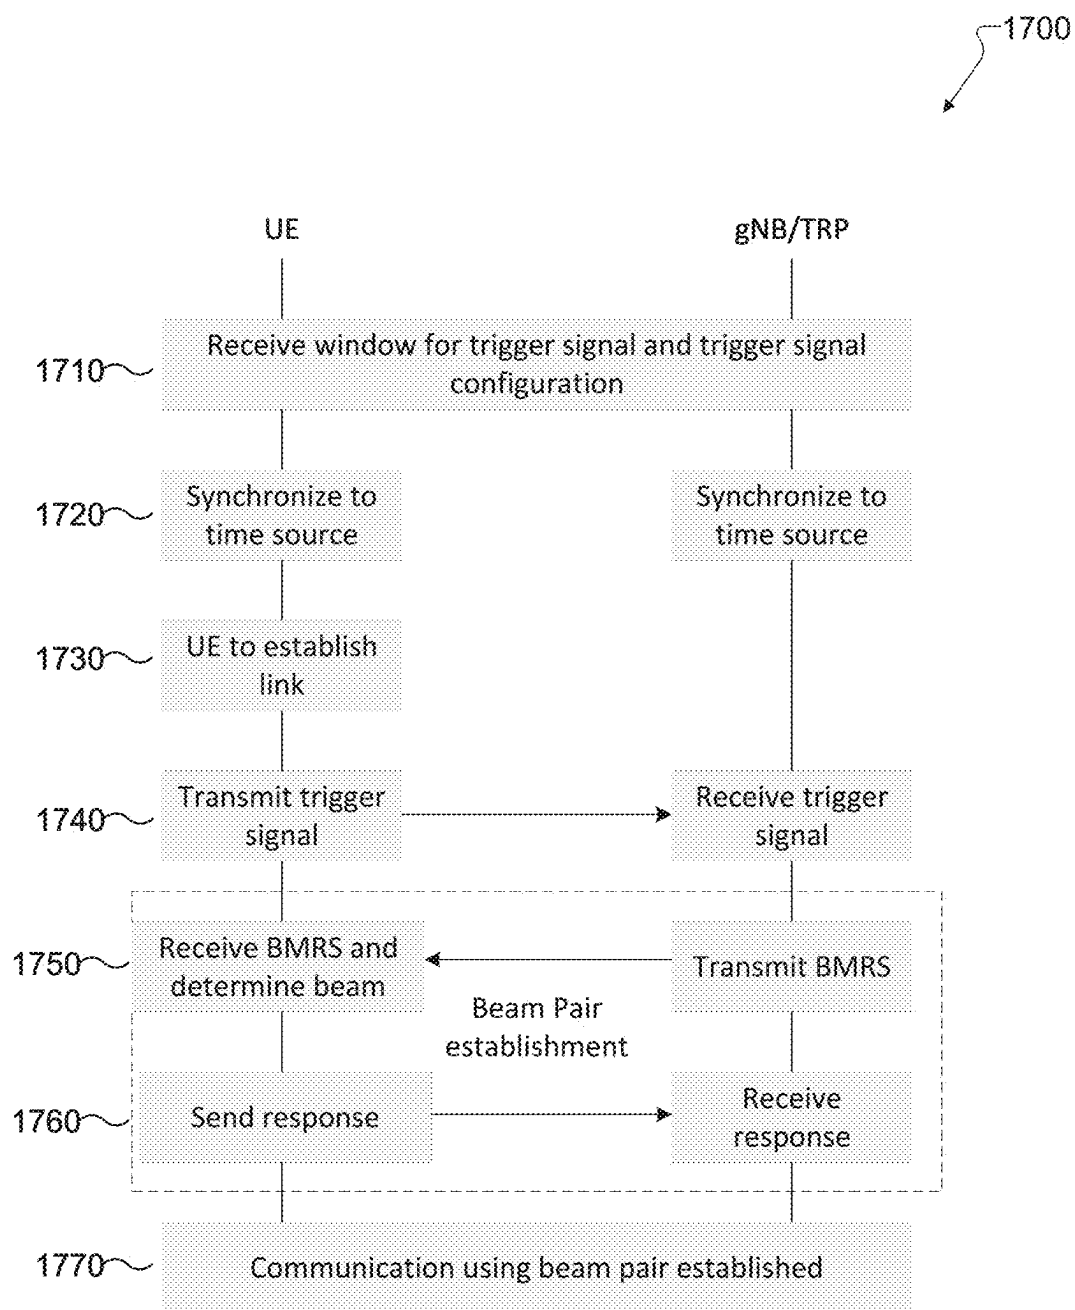 1700
UE
gNB/TRP
1710
Receive window for trigger signal and trigger signal
configuration
1720
Synchronize to
time source
Synchronize to
time source
1730
UE to establish
link
1740
Transmit trigger
signal
Receive trigger
signal
1750
Receive BMRS and
determine beam
Transmit BMRS
Beam Pair
establishment
1760
Send response
Receive
response
1770
Communication using beam pair established